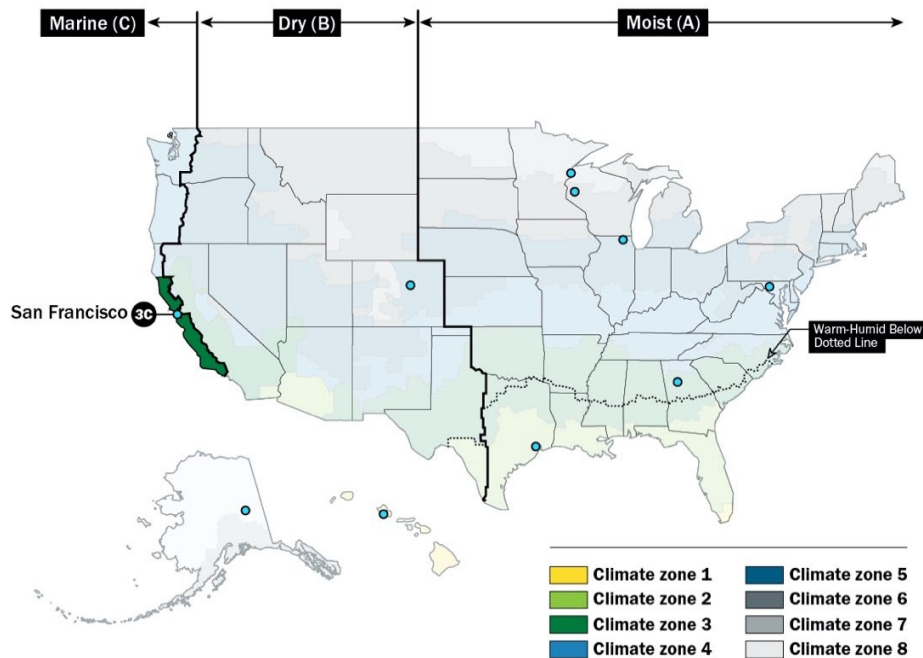 Marine (C)
Dry (B)
Moist (A)
San Francisco 3C
Warm-Humid Below
Dotted Line
Climate zone 1
Climate zone 2
Climate zone 3
Climate zone 4
Climate zone 5
Climate zone 6
Climate zone 7
Climate zone 8